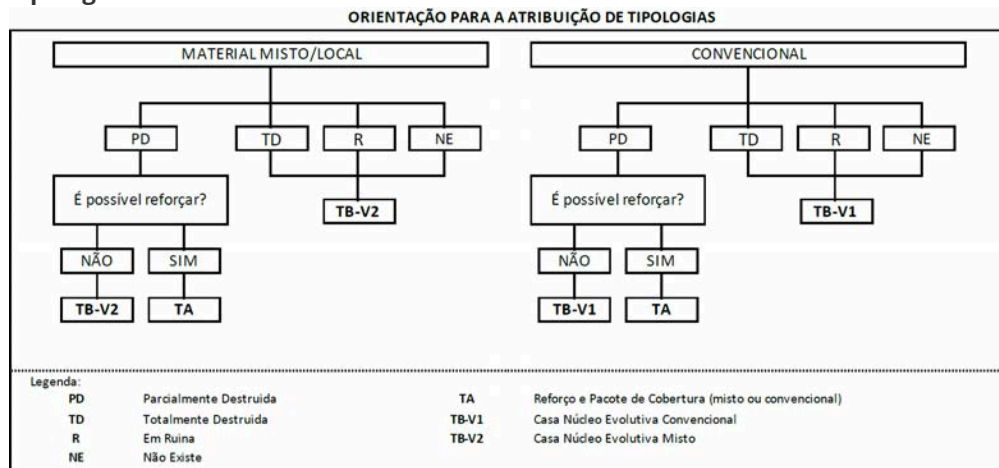 ORIENTAÇÃO PARA A ATRIBUIÇÃO DE TIPOLOGIAS
MATERIAL MISTO/LOCAL
CONVENCIONAL
PD TD R NE
PD TD R NE
É possível reforçar?
TB-V2
É possível reforçar?
TB-V1
NÃO SIM
NÃO SIM
TB-V2 TA
TB-V1 TA
Legenda:
PD Parcialmente Destruida
TA Reforço e Pacote de Cobertura (misto ou convencional)
TD Totalmente Destruida
TB-V1 Casa Núcleo Evolutiva Convencional
R Em Ruina
TB-V2 Casa Núcleo Evolutiva Misto
NE Não Existe